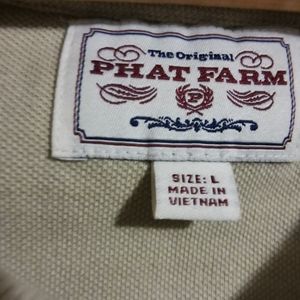 The Original
PHAT FARM
P
SIZE: L
MADE IN
VIETNAM